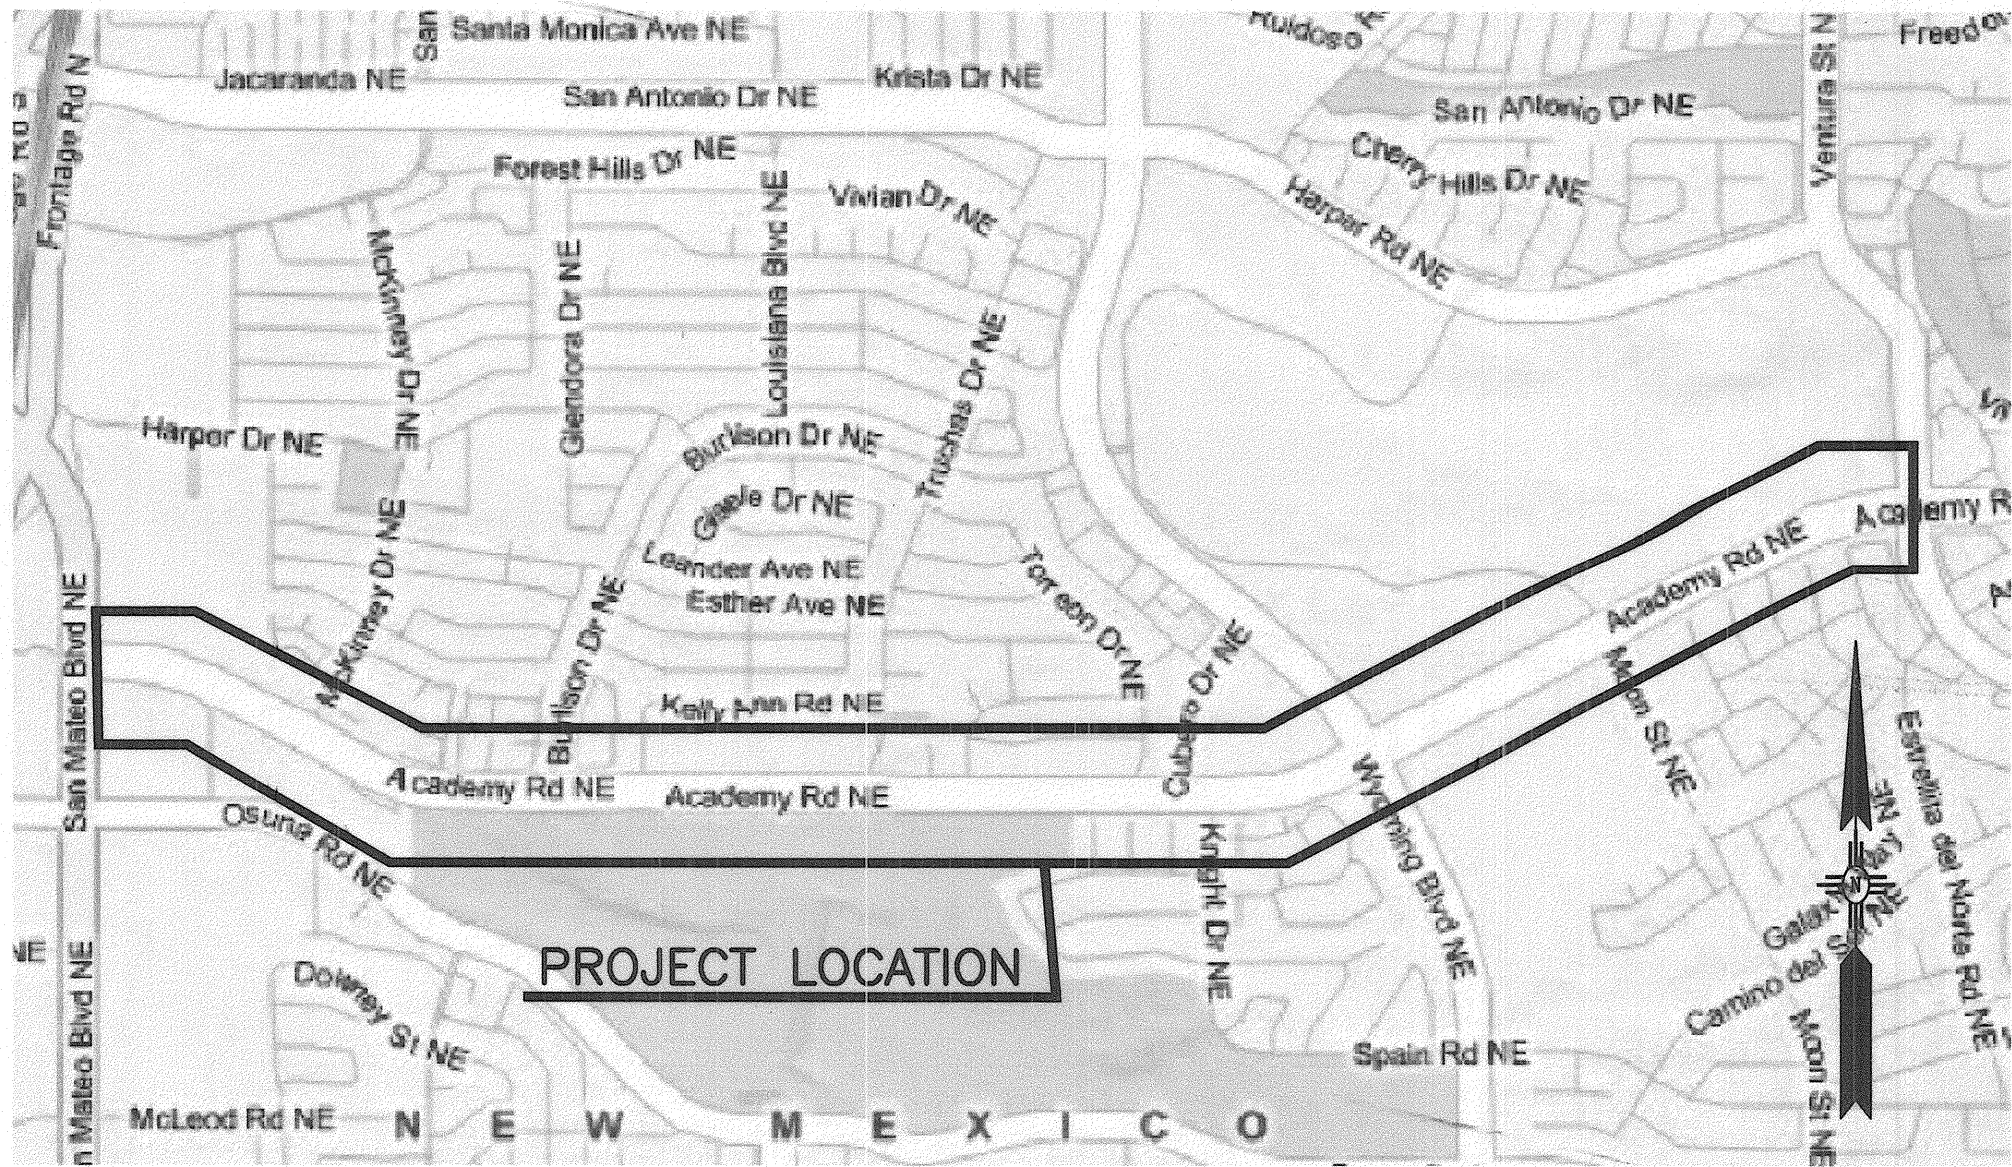 Santa Monica Ave NE
San
Jacaranda NE
San Antonio Dr NE
Krista Dr NE
Ruidoso
San Antonio Dr NE
Ventura St N
Frontage Rd N
Rd S
Forest Hills Dr NE
Vivian Dr NE
Cherry Hills Dr NE
Harper Rd NE
McKinney Dr NE
Glendora Dr NE
Louisiana Blvd NE
Truchas Dr NE
Harper Dr NE
Burlison Dr NE
Gisele Dr NE
Leander Ave NE
Esther Ave NE
McKinney Dr NE
Burlison Dr NE
Torreon Dr NE
Cubero Dr NE
Kelly Ann Rd NE
San Mateo Blvd NE
Academy Rd NE
Academy Rd NE
Academy Rd NE
Academy R
Moon St NE
Wyoming Blvd NE
Osuna Rd NE
Knight Dr NE
Estrellita del Norte Rd NE
NE
Camino del Sol NE
N
PROJECT LOCATION
Downey St NE
Spain Rd NE
Moon St NE
n Mateo Blvd NE
McLeod Rd NE
NEW MEXICO